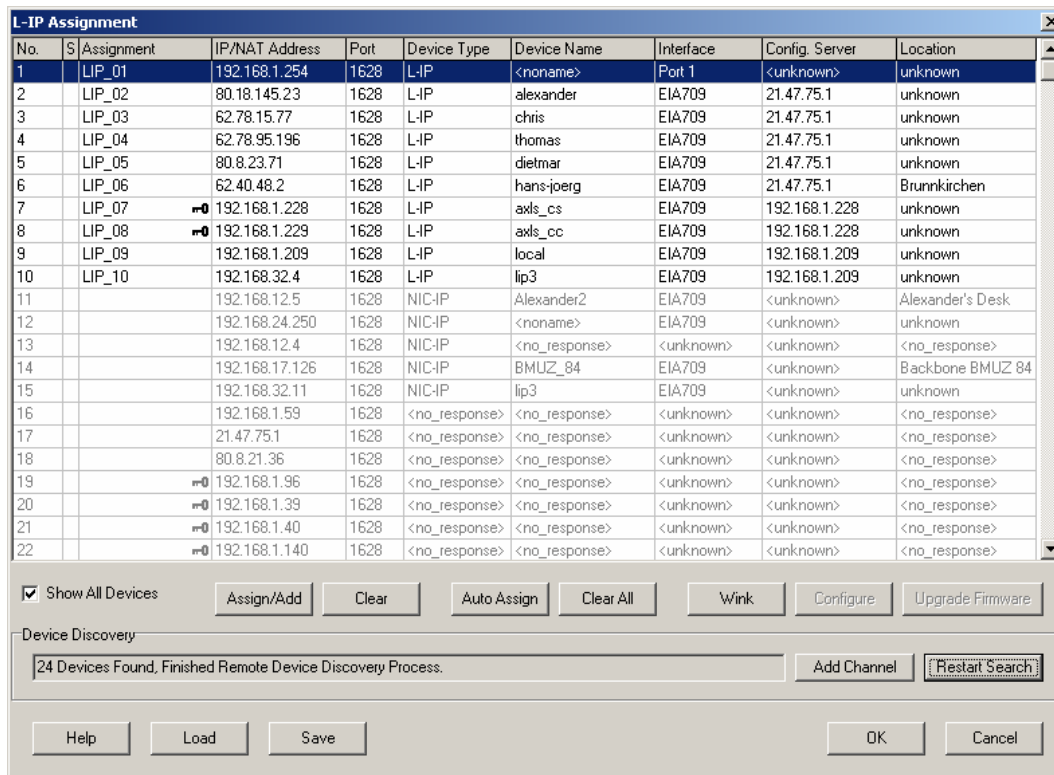 L-IP Assignment
No. S Assignment IP/NAT Address Port Device Type Device Name Interface Config. Server Location
1 LIP_01 192.168.1.254 1628 L-IP <noname> Port 1 <unknown> unknown
2 LIP_02 80.18.145.23 1628 L-IP alexander EIA709 21.47.75.1 unknown
3 LIP_03 62.78.15.77 1628 L-IP chris EIA709 21.47.75.1 unknown
4 LIP_04 62.78.95.196 1628 L-IP thomas EIA709 21.47.75.1 unknown
5 LIP_05 80.8.23.71 1628 L-IP dietmar EIA709 21.47.75.1 unknown
6 LIP_06 62.40.48.2 1628 L-IP hans-joerg EIA709 21.47.75.1 Brunnkirchen
7 LIP_07 192.168.1.228 1628 L-IP axls_cs EIA709 192.168.1.228 unknown
8 LIP_08 192.168.1.229 1628 L-IP axls_cc EIA709 192.168.1.228 unknown
9 LIP_09 192.168.1.209 1628 L-IP local EIA709 192.168.1.209 unknown
10 LIP_10 192.168.32.4 1628 L-IP lip3 EIA709 192.168.1.209 unknown
11 192.168.12.5 1628 NIC-IP Alexander2 EIA709 <unknown> Alexander's Desk
12 192.168.24.250 1628 NIC-IP <noname> EIA709 <unknown> unknown
13 192.168.12.4 1628 NIC-IP <no_response> <unknown> <unknown> <no_response>
14 192.168.17.126 1628 NIC-IP BMUZ_84 EIA709 <unknown> Backbone BMUZ 84
15 192.168.32.11 1628 NIC-IP lip3 EIA709 <unknown> unknown
16 192.168.1.59 1628 <no_response> <no_response> <unknown> <unknown> <no_response>
17 21.47.75.1 1628 <no_response> <no_response> <unknown> <unknown> <no_response>
18 80.8.21.36 1628 <no_response> <no_response> <unknown> <unknown> <no_response>
19 192.168.1.96 1628 <no_response> <no_response> <unknown> <unknown> <no_response>
20 192.168.1.39 1628 <no_response> <no_response> <unknown> <unknown> <no_response>
21 192.168.1.40 1628 <no_response> <no_response> <unknown> <unknown> <no_response>
22 192.168.1.140 1628 <no_response> <no_response> <unknown> <unknown> <no_response>
Show All Devices Assign/Add Clear Auto Assign Clear All Wink Configure Upgrade Firmware
Device Discovery
24 Devices Found, Finished Remote Device Discovery Process. Add Channel Restart Search
Help Load Save OK Cancel